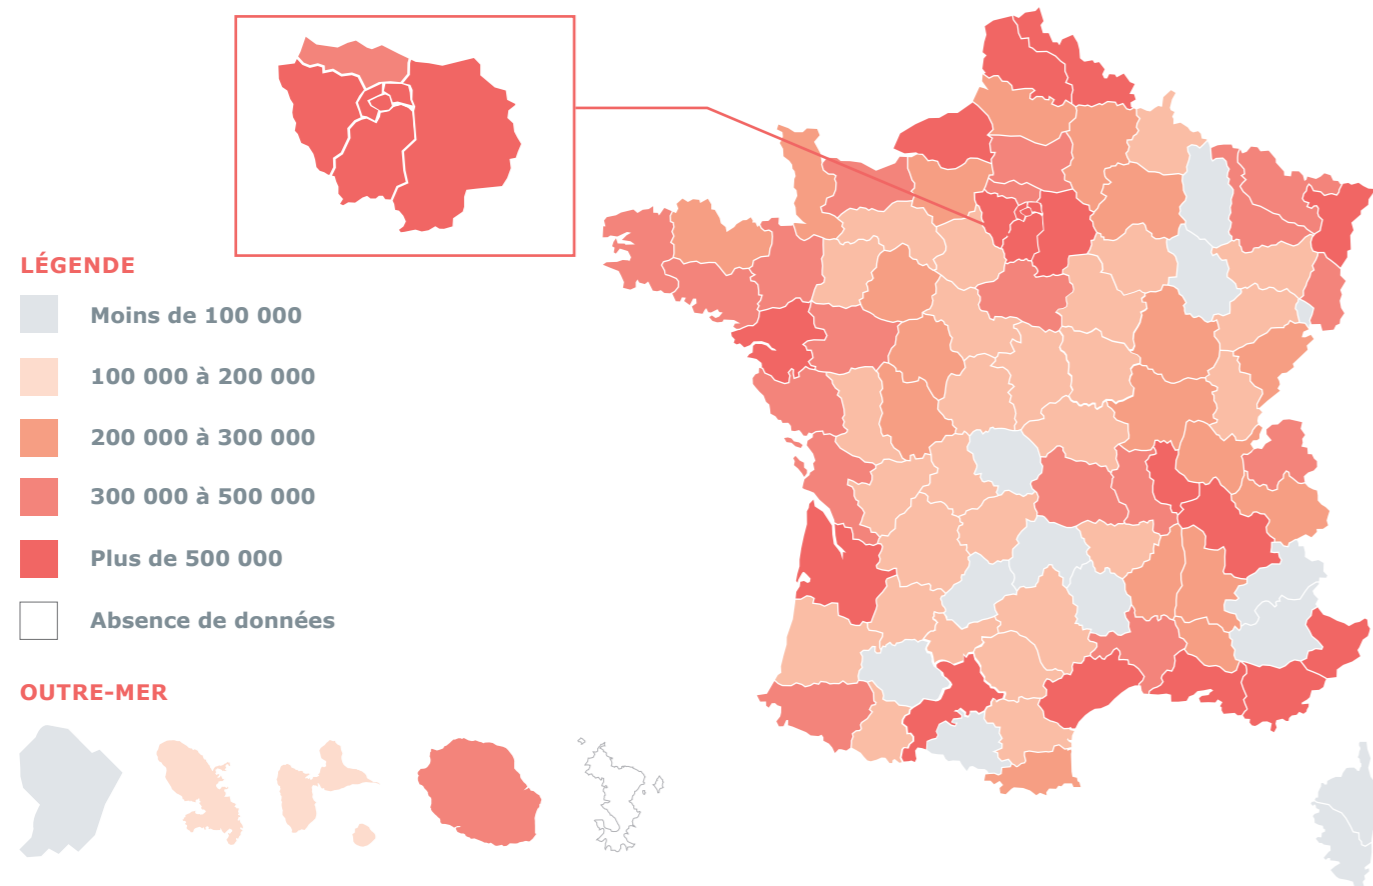 LÉGENDE
Moins de 100 000
100 000 à 200 000
200 000 à 300 000
300 000 à 500 000
Plus de 500 000
Absence de données
OUTRE-MER